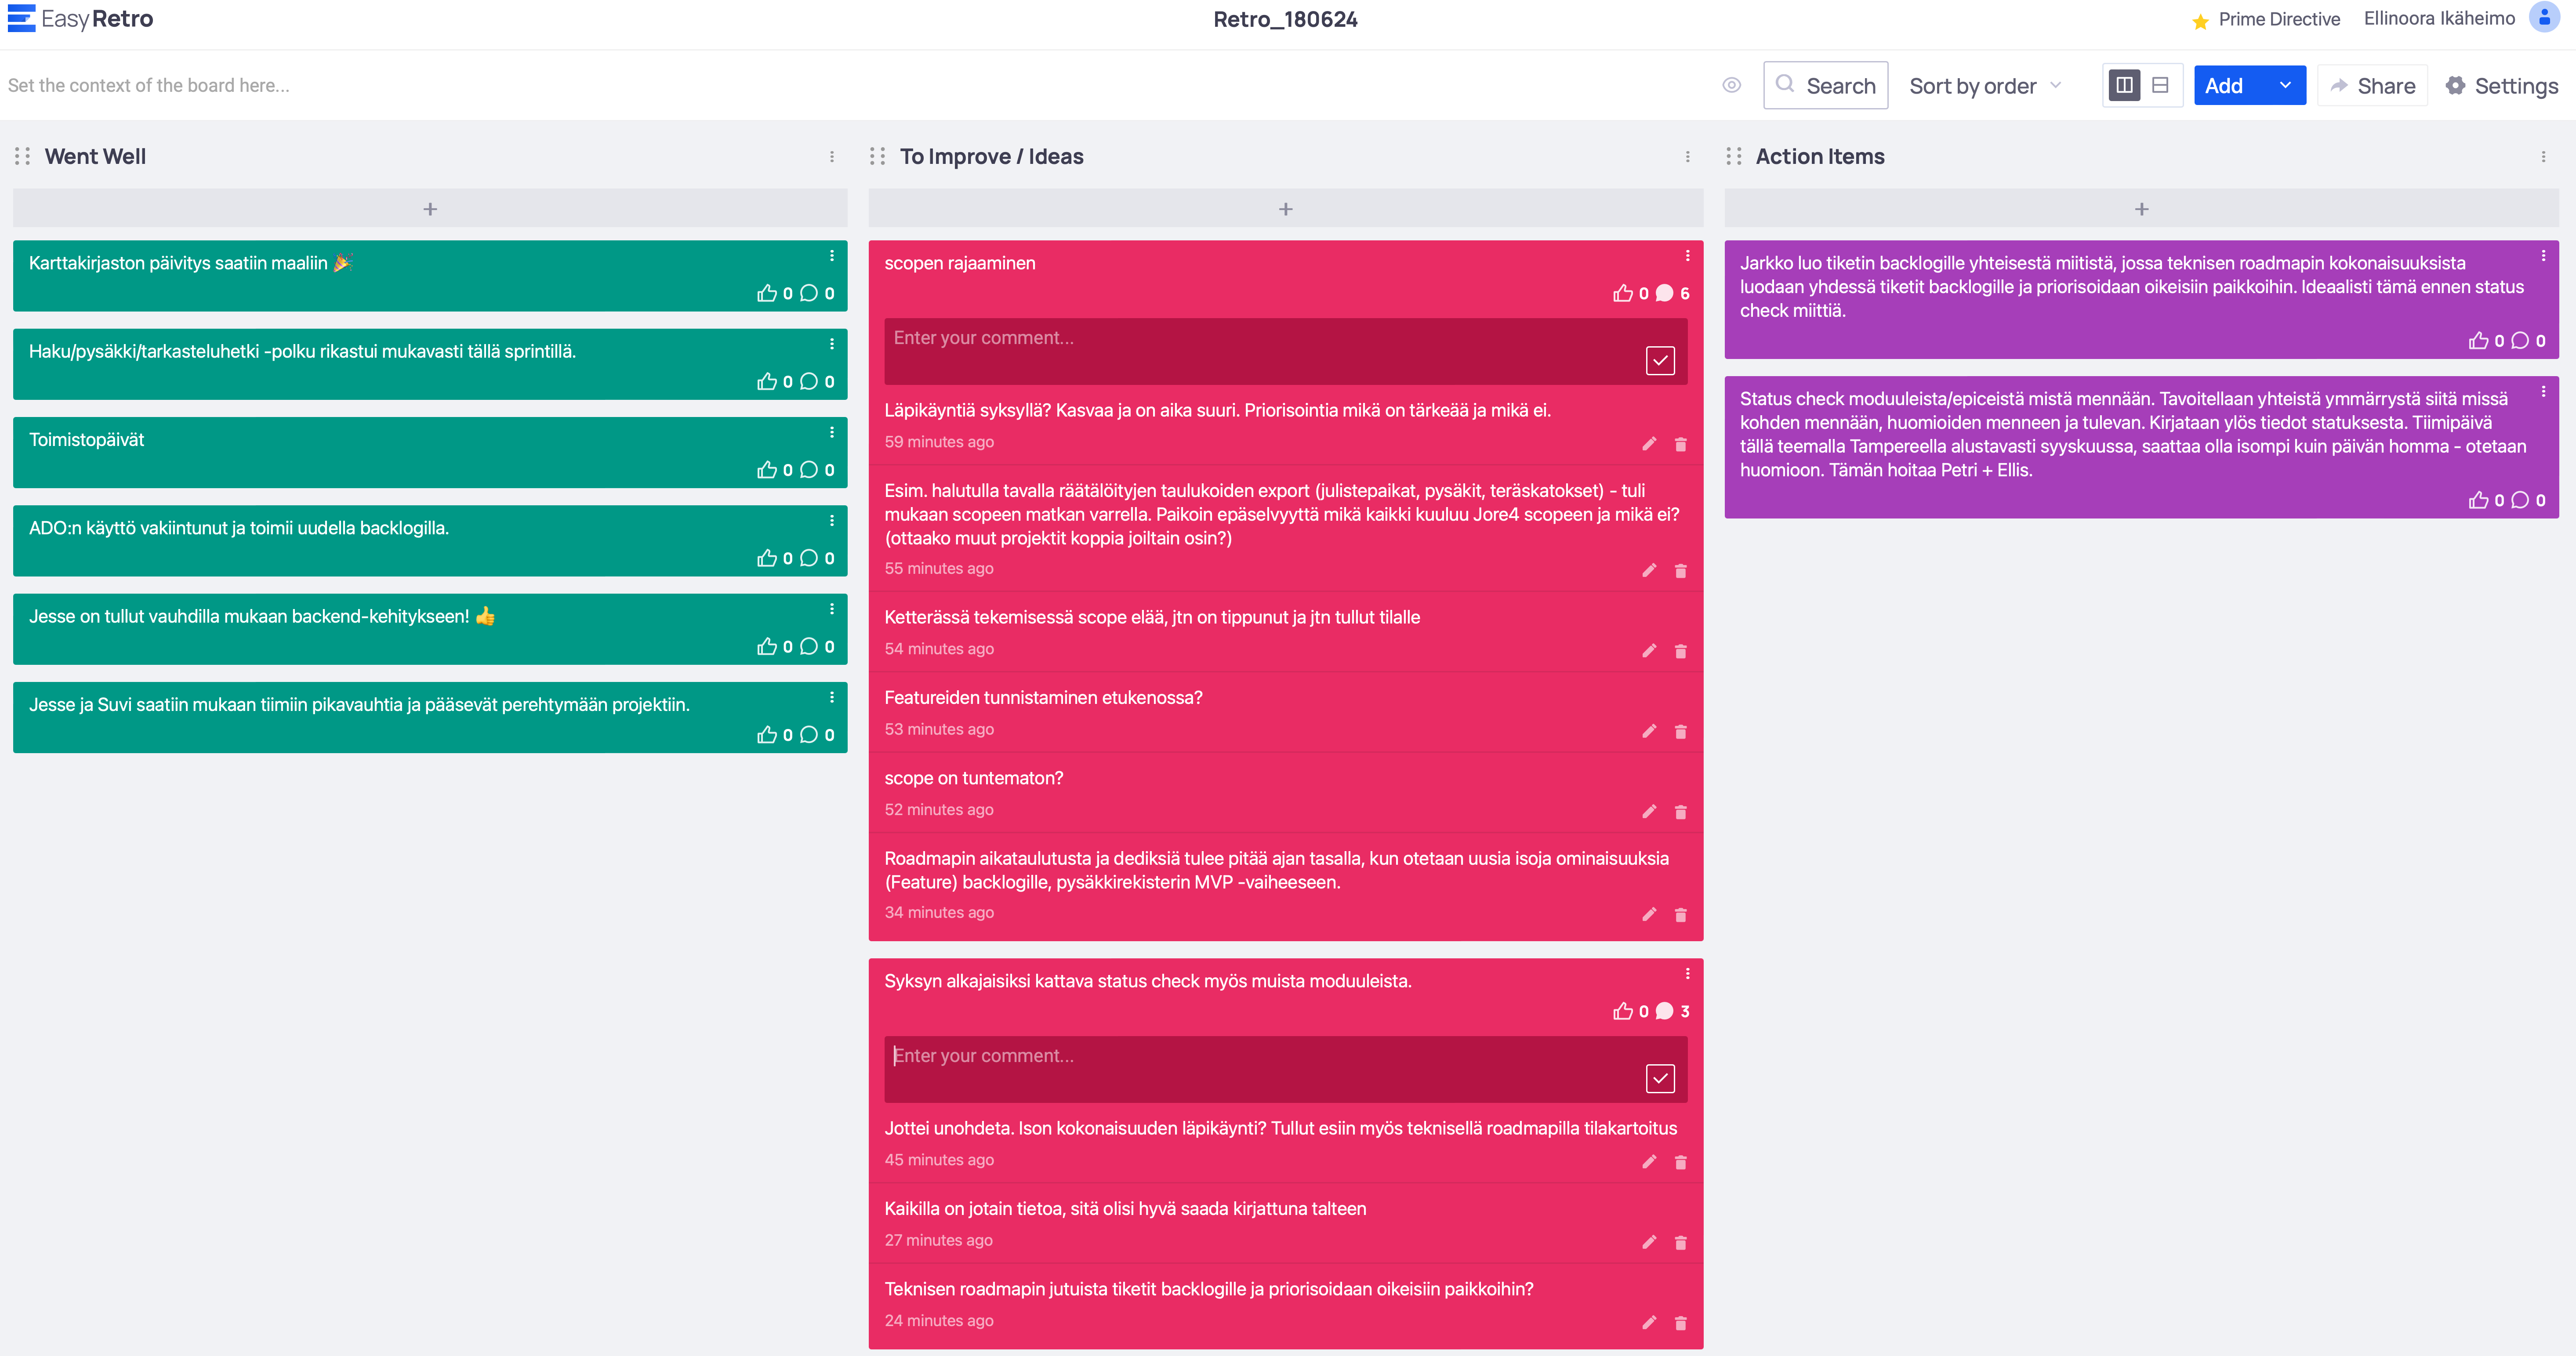 EasyRetro
Retro_180624
Prime Directive
Ellinoora Ikäheimo
Set the context of the board here...
Search
Sort by order
Add
Share
Settings
Went Well
+
Karttakirjaston päivitys saatiin maaliin 🎉
0 0
Haku/pysäkki/tarkasteluhetki -polku rikastui mukavasti tällä sprintillä.
0 0
Toimistopäivät
0 0
ADO:n käyttö vakiintunut ja toimii uudella backlogilla.
0 0
Jesse on tullut vauhdilla mukaan backend-kehitykseen! 👍
0 0
Jesse ja Suvi saatiin mukaan tiimiin pikavauhtia ja pääsevät perehtymään projektiin.
0 0
To Improve / Ideas
+
scopen rajaaminen
0 6
Enter your comment...
Läpikäyntiä syksyllä? Kasvaa ja on aika suuri. Priorisointia mikä on tärkeää ja mikä ei.
59 minutes ago
Esim. halutulla tavalla räätälöityjen taulukoiden export (julistepaikat, pysäkit, teräskatokset) - tuli
mukaan scopeen matkan varrella. Paikoin epäselvyyttä mikä kaikki kuuluu Jore4 scopeen ja mikä ei?
(ottaako muut projektit koppia joiltain osin?)
55 minutes ago
Ketterässä tekemisessä scope elää, jtn on tippunut ja jtn tullut tilalle
54 minutes ago
Featureiden tunnistaminen etukenossa?
53 minutes ago
scope on tuntematon?
52 minutes ago
Roadmapin aikataulutusta ja dediksiä tulee pitää ajan tasalla, kun otetaan uusia isoja ominaisuuksia
(Feature) backlogille, pysäkkirekisterin MVP -vaiheeseen.
34 minutes ago
Syksyn alkajaisiksi kattava status check myös muista moduuleista.
0 3
Enter your comment...
Jottei unohdeta. Ison kokonaisuuden läpikäynti? Tullut esiin myös teknisellä roadmapilla tilakartoitus
45 minutes ago
Kaikilla on jotain tietoa, sitä olisi hyvä saada kirjattuna talteen
27 minutes ago
Teknisen roadmapin jutuista tiketit backlogille ja priorisoidaan oikeisiin paikkoihin?
24 minutes ago
Action Items
+
Jarkko luo tiketin backlogille yhteisestä miitistä, jossa teknisen roadmapin kokonaisuuksista
luodaan yhdessä tiketit backlogille ja priorisoidaan oikeisiin paikkoihin. Ideaalisti tämä ennen status
check miittiä.
0 0
Status check moduuleista/epiceistä mistä mennään. Tavoitellaan yhteistä ymmärrystä siitä missä
kohden mennään, huomioiden menneen ja tulevan. Kirjataan ylös tiedot statuksesta. Tiimipäivä
tällä teemalla Tampereella alustavasti syyskuussa, saattaa olla isompi kuin päivän homma - otetaan
huomioon. Tämän hoitaa Petri + Ellis.
0 0